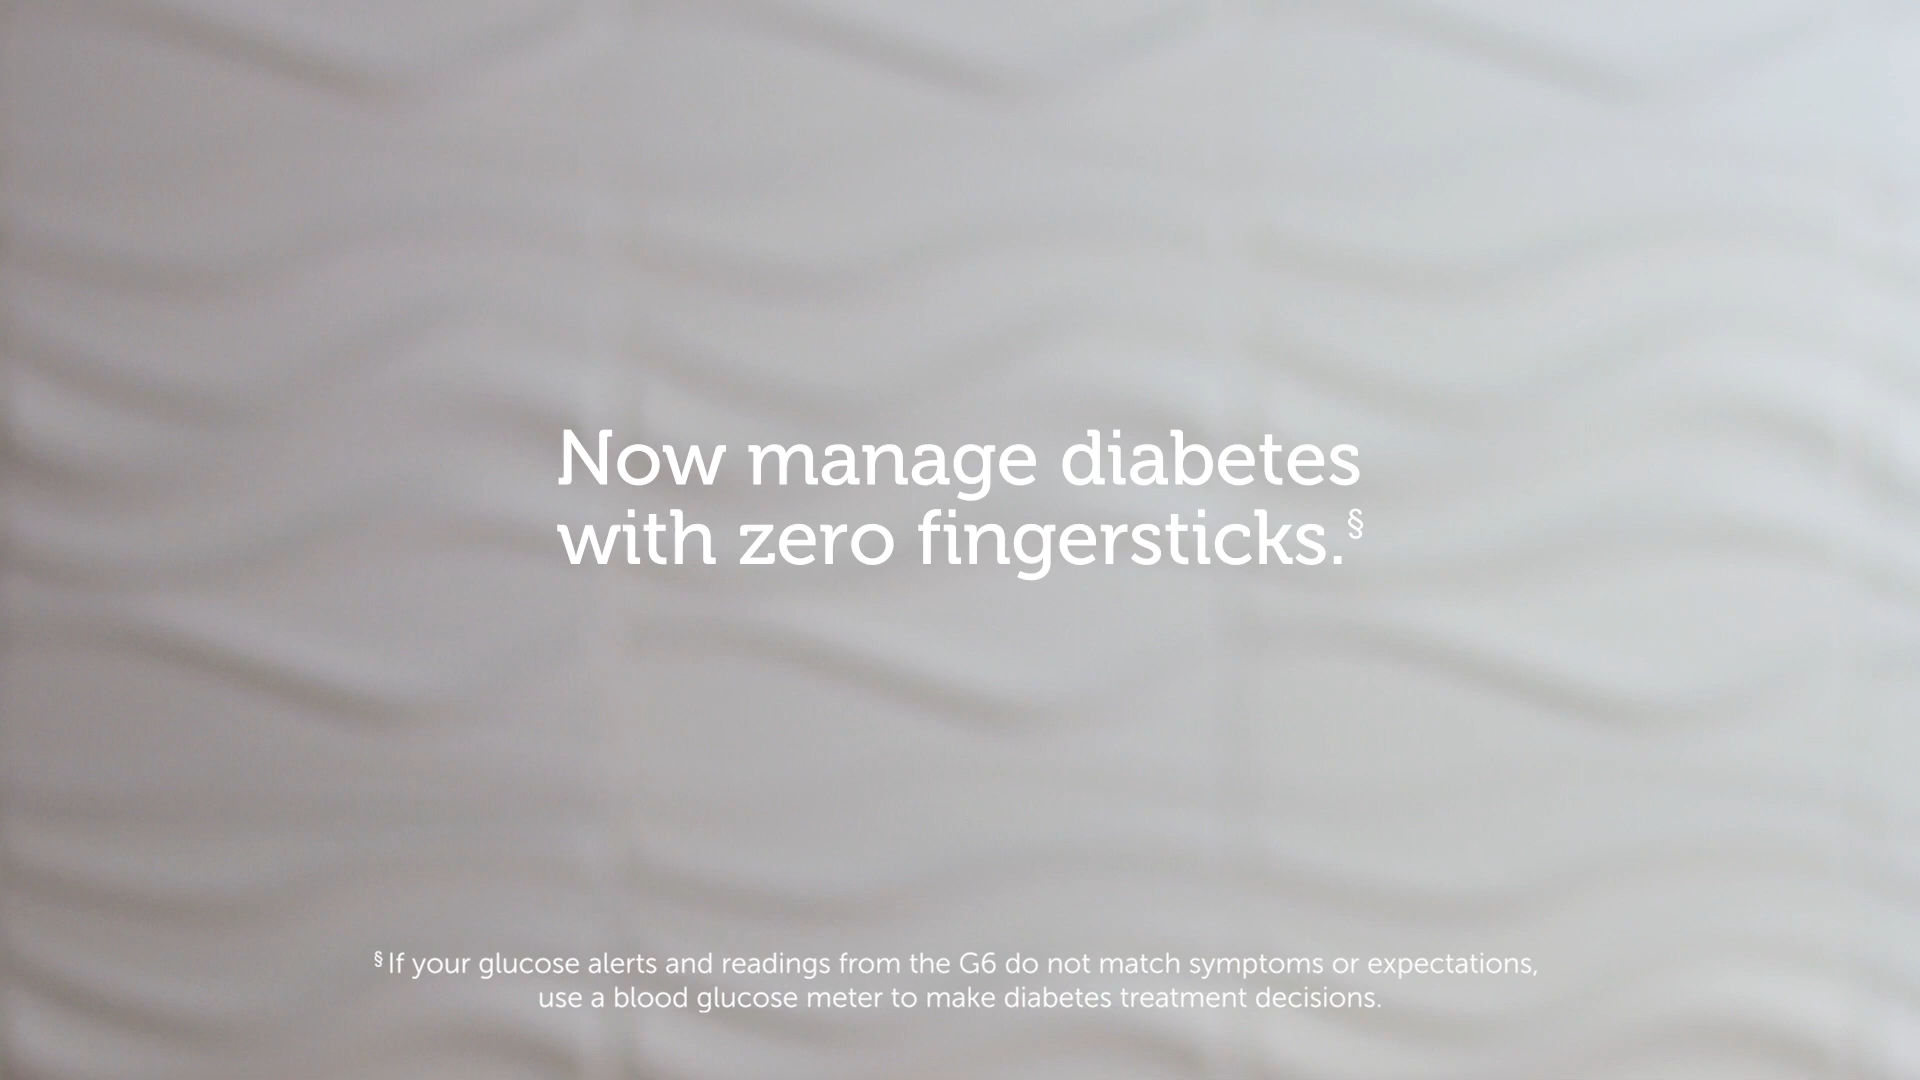 Now manage diabetes
with zero fingersticks.§
§ If your glucose alerts and readings from the G6 do not match symptoms or expectations,
use a blood glucose meter to make diabetes treatment decisions.